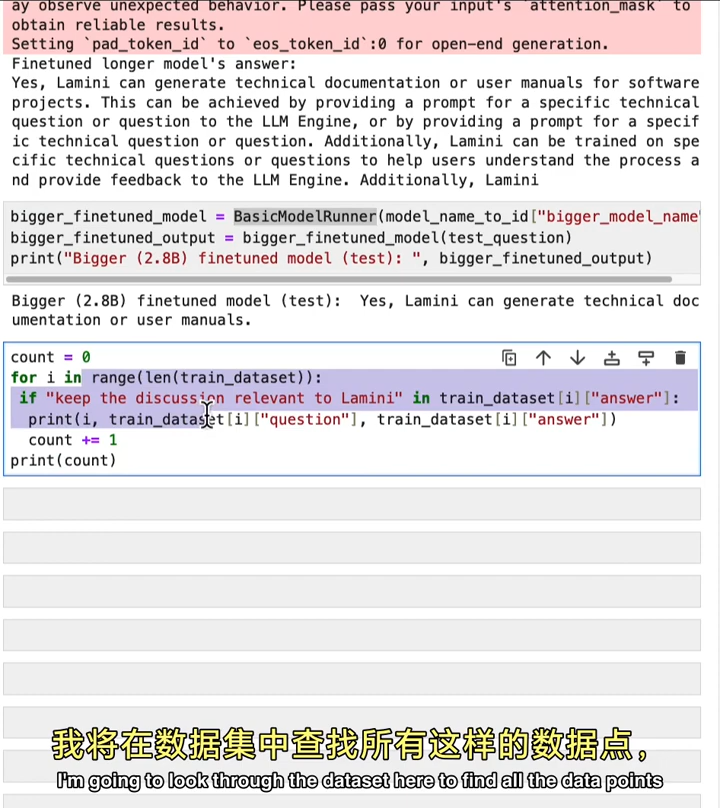 ay observe unexpected behavior. Please pass your input's `attention_mask` to
obtain reliable results.
Setting `pad_token_id` to `eos_token_id`:0 for open-end generation.
Finetuned longer model's answer:
Yes, Lamini can generate technical documentation or user manuals for software
projects. This can be achieved by providing a prompt for a specific technical
question or question to the LLM Engine, or by providing a prompt for a specif
ic technical question or question. Additionally, Lamini can be trained on spe
cific technical questions or questions to help users understand the process a
nd provide feedback to the LLM Engine. Additionally, Lamini
bigger_finetuned_model = BasicModelRunner(model_name_to_id["bigger_model_name"
bigger_finetuned_output = bigger_finetuned_model(test_question)
print("Bigger (2.8B) finetuned model (test): ", bigger_finetuned_output)
Bigger (2.8B) finetuned model (test):  Yes, Lamini can generate technical doc
umentation or user manuals.
count = 0
for i in range(len(train_dataset)):
 if "keep the discussion relevant to Lamini" in train_dataset[i]["answer"]:
  print(i, train_dataset[i]["question"], train_dataset[i]["answer"])
  count += 1
print(count)
我将在数据集中查找所有这样的数据点，
I'm going to look through the dataset here to find all the data points